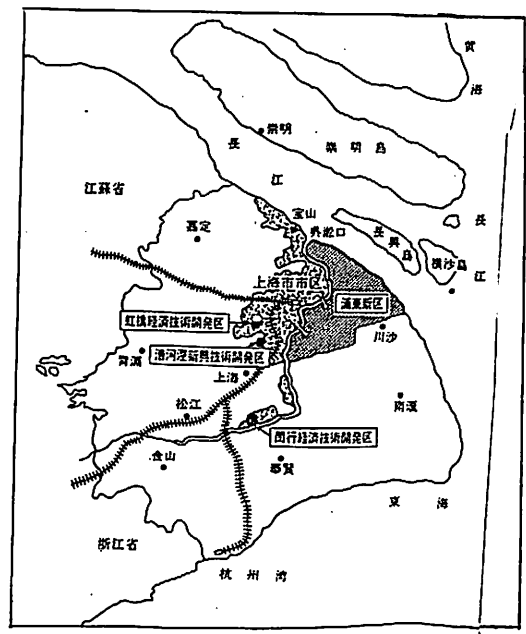 黄海
崇明
崇明島
長江
江蘇省
宝山
嘉定
呉淞口
長興島
横沙島
長江
上海市市区
浦東新区
虹橋経済技術開発区
川沙
青浦
漕河涇新興技術開発区
上海
松江
南匯
閔行経済技術開発区
金山
奉賢
東海
浙江省
杭州湾